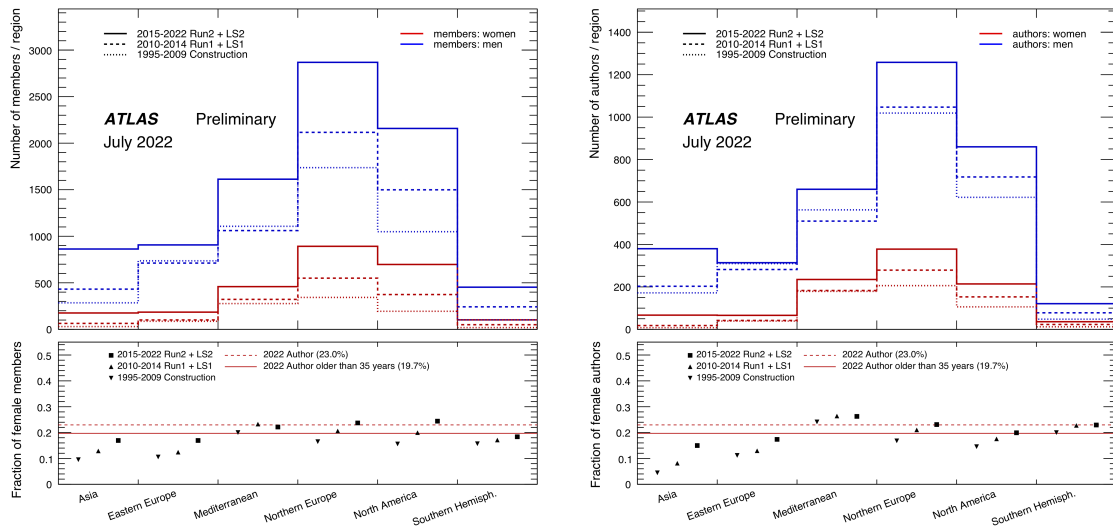 Number of members / region
3500
3000
2500
2000
1500
1000
500
0
2015-2022 Run2 + LS2
2010-2014 Run1 + LS1
1995-2009 Construction
members: women
members: men
ATLAS Preliminary
July 2022
Fraction of female members
0.5
0.4
0.3
0.2
0.1
0
2015-2022 Run2 + LS2
2010-2014 Run1 + LS1
1995-2009 Construction
2022 Author (23.0%)
2022 Author older than 35 years (19.7%)
Asia
Eastern Europe
Mediterranean
Northern Europe
North America
Southern Hemisph.
Number of authors / region
1400
1200
1000
800
600
400
200
0
2015-2022 Run2 + LS2
2010-2014 Run1 + LS1
1995-2009 Construction
authors: women
authors: men
ATLAS Preliminary
July 2022
Fraction of female authors
0.5
0.4
0.3
0.2
0.1
0
2015-2022 Run2 + LS2
2010-2014 Run1 + LS1
1995-2009 Construction
2022 Author (23.0%)
2022 Author older than 35 years (19.7%)
Asia
Eastern Europe
Mediterranean
Northern Europe
North America
Southern Hemisph.